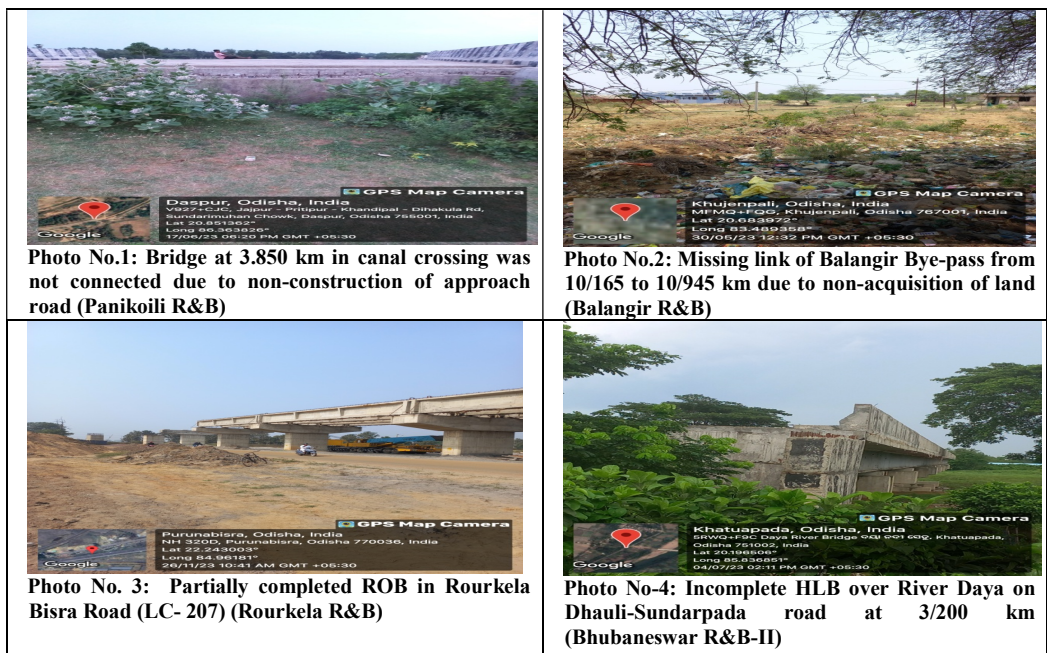 GPS Map Camera
Daspur, Odisha, India
V927+CJC, Jajpur - Pritipur - Khandipal - Dihakula Rd,
Sundarimuhan Chowk, Daspur, Odisha 755001, India
Lat 20.851362°
Long 86.363826°
17/06/23 06:20 PM GMT +05:30
Google
Photo No.1: Bridge at 3.850 km in canal crossing was
not connected due to non-construction of approach
road (Panikoili R&B)
GPS Map Camera
Khujenpali, Odisha, India
MFMQ+FQG, Khujenpali, Odisha 767001, India
Lat 20.683972°
Long 83.489358°
30/05/23 12:32 PM GMT +05:30
Google
Photo No.2: Missing link of Balangir Bye-pass from
10/165 to 10/945 km due to non-acquisition of land
(Balangir R&B)
GPS Map Camera
Purunabisra, Odisha, India
NH 320D, Purunabisra, Odisha 770036, India
Lat 22.243003°
Long 84.96181°
26/11/23 10:41 AM GMT +05:30
Google
Photo No. 3: Partially completed ROB in Rourkela
Bisra Road (LC- 207) (Rourkela R&B)
GPS Map Camera
Khatuapada, Odisha, India
5RWQ+F9C Daya River Bridge ଦୟା ନଦୀ ସେତୁ, Khatuapada,
Odisha 751002, India
Lat 20.196506°
Long 85.836851°
04/07/23 02:11 PM GMT +05:30
Google
Photo No-4: Incomplete HLB over River Daya on
Dhauli-Sundarpada road at 3/200 km
(Bhubaneswar R&B-II)